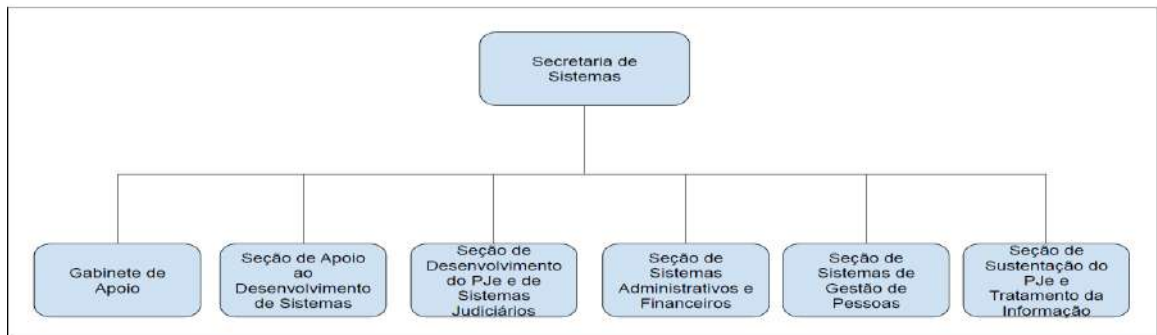 Secretaria de
Sistemas
Gabinete de
Apoio
Seção de Apoio
ao
Desenvolvimento
de Sistemas
Seção de
Desenvolvimento
do PJe e de
Sistemas
Judiciários
Seção de
Sistemas
Administrativos e
Financeiros
Seção de
Sistemas de
Gestão de
Pessoas
Seção de
Sustentação do
PJe e
Tratamento da
Informação